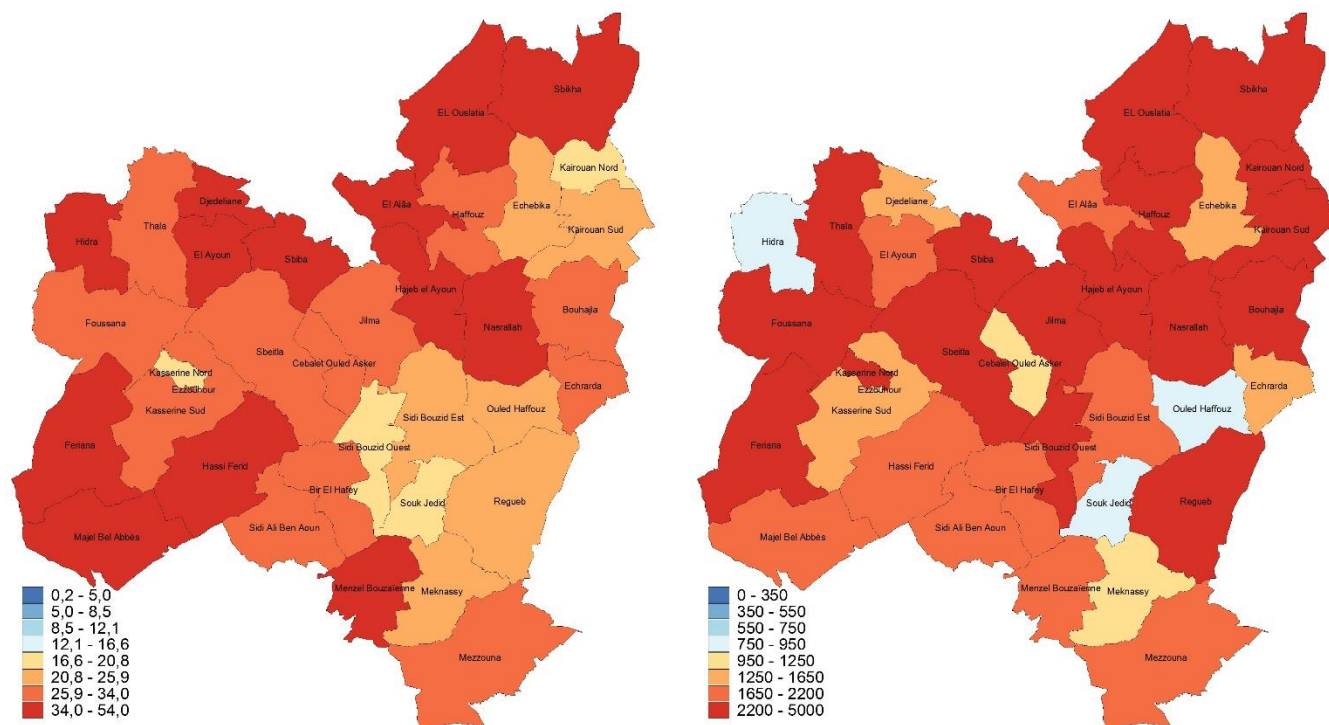 Sbikha
EL Ouslatia
Kairouan Nord
El Alâa
Haffouz
Echebika
Kairouan Sud
Djedeliane
Thala
Hidra
El Ayoun
Sbiba
Hajeb el Ayoun
Nasrallah
Bouhajla
Foussana
Jilma
Sbeitla
Cebalet Ouled Asker
Kasserine Nord
Ezzouhour
Kasserine Sud
Echrarda
Ouled Haffouz
Sidi Bouzid Est
Feriana
Sidi Bouzid Ouest
Hassi Ferid
Bir El Hafey
Souk Jedid
Regueb
Majel Bel Abbès
Sidi Ali Ben Aoun
Menzel Bouzaïenne
Meknassy
Mezzouna
0,2 - 5,0
5,0 - 8,5
8,5 - 12,1
12,1 - 16,6
16,6 - 20,8
20,8 - 25,9
25,9 - 34,0
34,0 - 54,0
Sbikha
EL Ouslatia
Kairouan Nord
El Alâa
Haffouz
Echebika
Kairouan Sud
Djedeliane
Thala
Hidra
El Ayoun
Sbiba
Hajeb el Ayoun
Nasrallah
Bouhajla
Foussana
Jilma
Sbeitla
Cebalet Ouled Asker
Kasserine Nord
Ezzouhour
Kasserine Sud
Echrarda
Ouled Haffouz
Sidi Bouzid Est
Feriana
Sidi Bouzid Ouest
Hassi Ferid
Bir El Hafey
Souk Jedid
Regueb
Majel Bel Abbès
Sidi Ali Ben Aoun
Menzel Bouzaïenne
Meknassy
Mezzouna
0 - 350
350 - 550
550 - 750
750 - 950
950 - 1250
1250 - 1650
1650 - 2200
2200 - 5000